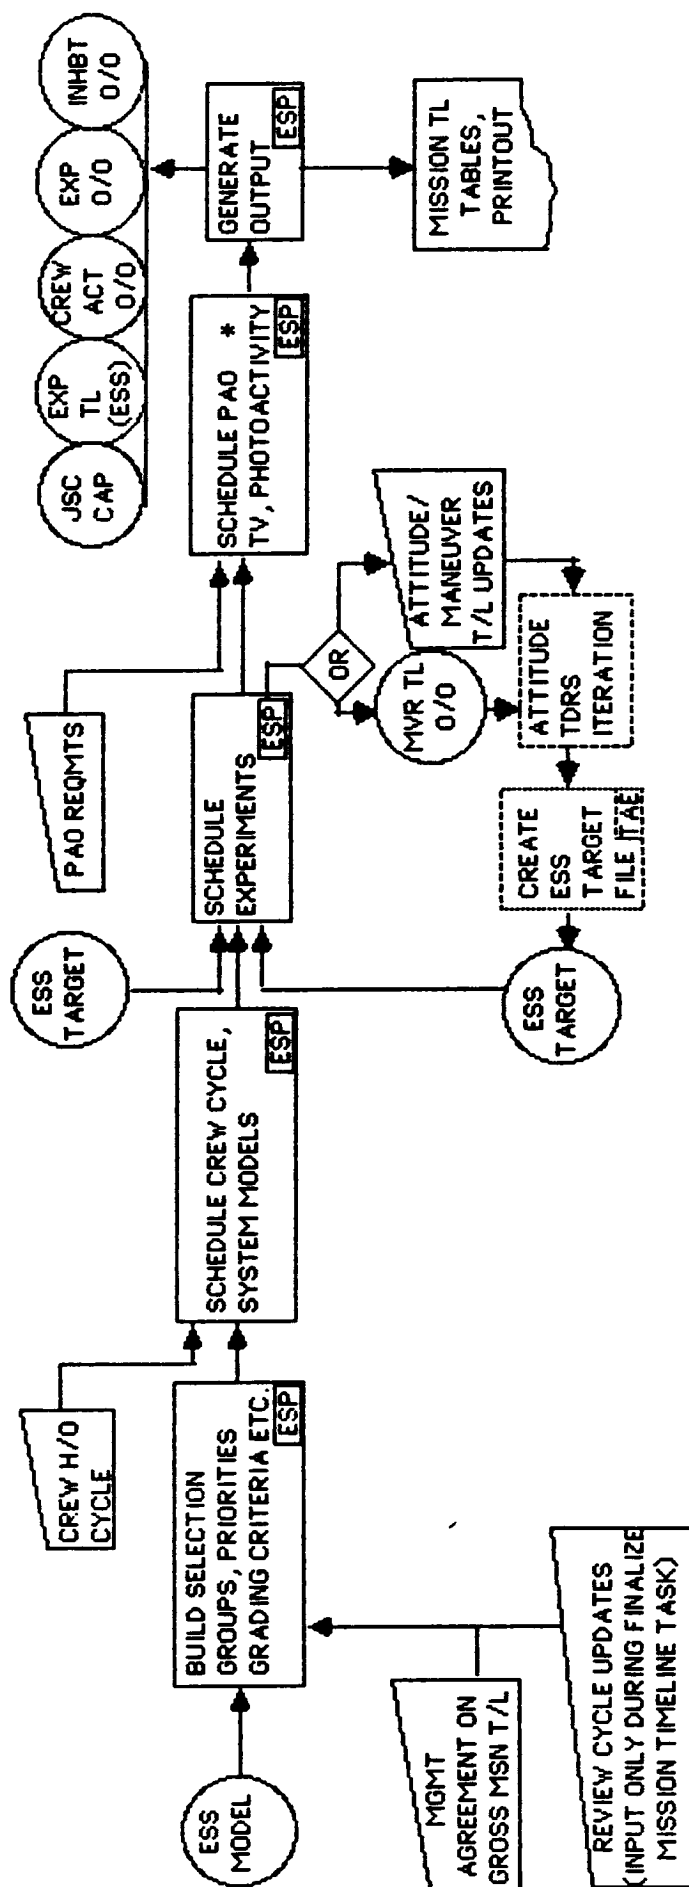 ESS
MODEL
MGMT
AGREEMENT ON
GROSS MSN T/L
REVIEW CYCLE UPDATES
(INPUT ONLY DURING FINALIZE
MISSION TIMELINE TASK)
BUILD SELECTION
GROUPS, PRIORITIES
GRADING CRITERIA ETC.
ESP
CREW H/O
CYCLE
SCHEDULE CREW CYCLE,
SYSTEM MODELS
ESP
ESS
TARGET
SCHEDULE
EXPERIMENTS
ESP
PAO REQMTS
OR
MVR TL
O/O
ATTITUDE/
MANEUVER
T/L UPDATES
ATTITUDE
TDRS
ITERATION
CREATE
ESS
TARGET
FILE TAE
ESS
TARGET
SCHEDULE PAO *
TV, PHOTOACTIVITY
ESP
GENERATE
OUTPUT
ESP
JSC
CAP
EXP
TL
(ESS)
CREW
ACT
O/O
EXP
O/O
INHBT
O/O
MISSION TL
TABLES,
PRINTOUT